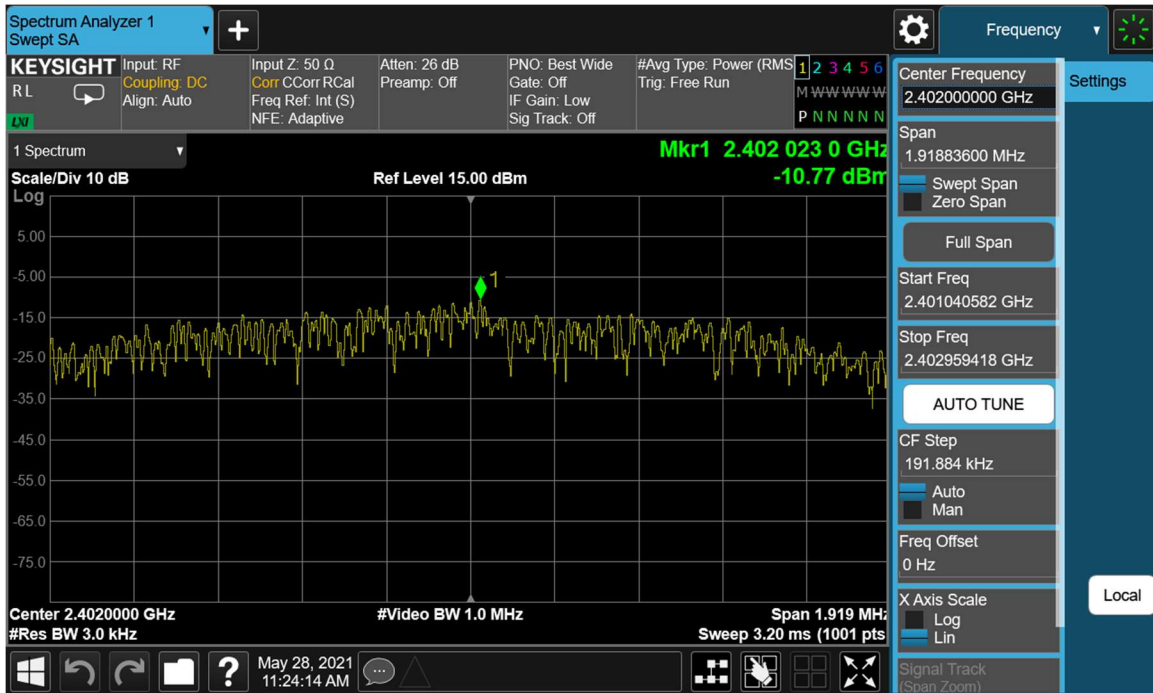 Spectrum Analyzer 1
Swept SA
+
Frequency
KEYSIGHT
RL
LXI
Input: RF
Coupling: DC
Align: Auto
Input Z: 50 Ω
Corr CCorr RCal
Freq Ref: Int (S)
NFE: Adaptive
Atten: 26 dB
Preamp: Off
PNO: Best Wide
Gate: Off
IF Gain: Low
Sig Track: Off
#Avg Type: Power (RMS
Trig: Free Run
1 2 3 4 5 6
M W W W W W
P N N N N N
1 Spectrum
Mkr1 2.402 023 0 GHz
Scale/Div 10 dB
Ref Level 15.00 dBm
-10.77 dBm
Log
5.00
-5.00
-15.0
-25.0
-35.0
-45.0
-55.0
-65.0
-75.0
1
Center 2.4020000 GHz
#Video BW 1.0 MHz
Span 1.919 MHz
#Res BW 3.0 kHz
Sweep 3.20 ms (1001 pts
?
May 28, 2021
11:24:14 AM
Center Frequency
2.402000000 GHz
Settings
Span
1.91883600 MHz
Swept Span
Zero Span
Full Span
Start Freq
2.401040582 GHz
Stop Freq
2.402959418 GHz
AUTO TUNE
CF Step
191.884 kHz
Auto
Man
Freq Offset
0 Hz
X Axis Scale
Log
Lin
Local
Signal Track
(Span Zoom)